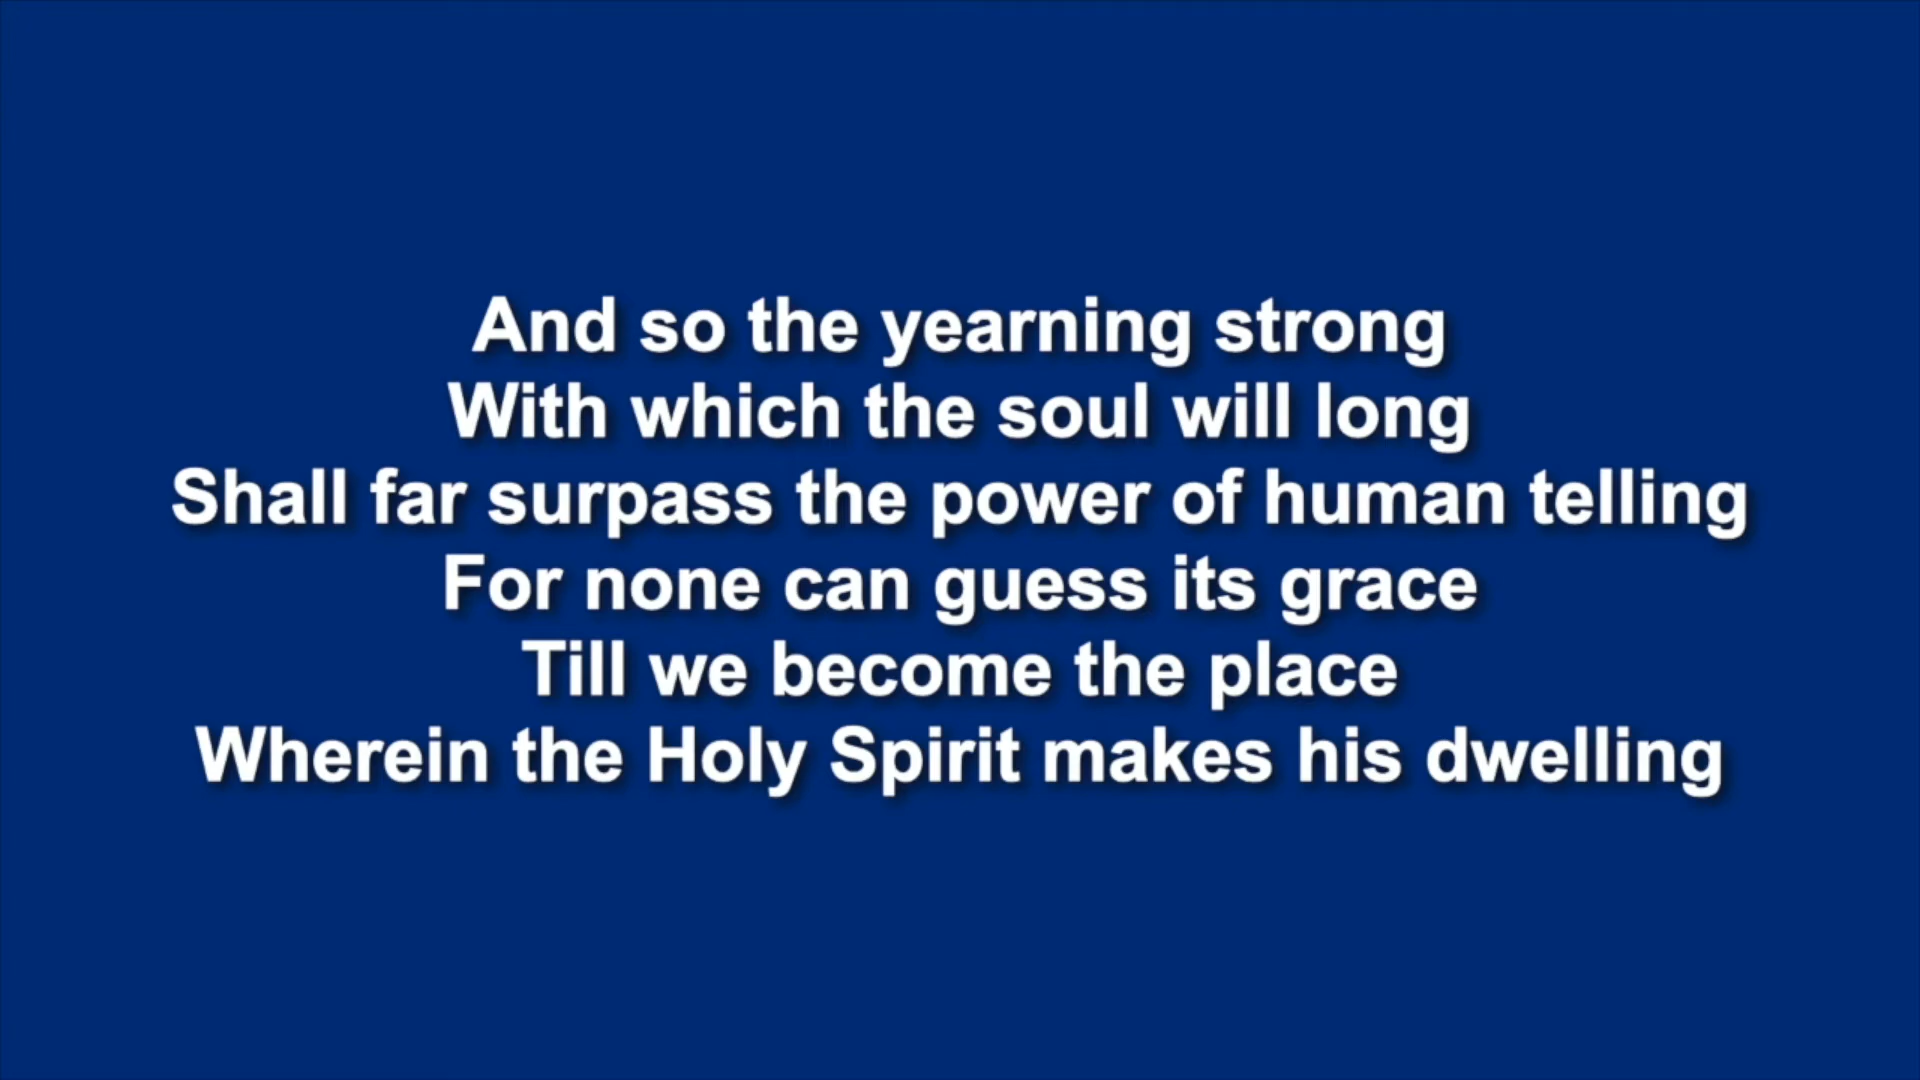 And so the yearning strong
With which the soul will long
Shall far surpass the power of human telling
For none can guess its grace
Till we become the place
Wherein the Holy Spirit makes his dwelling